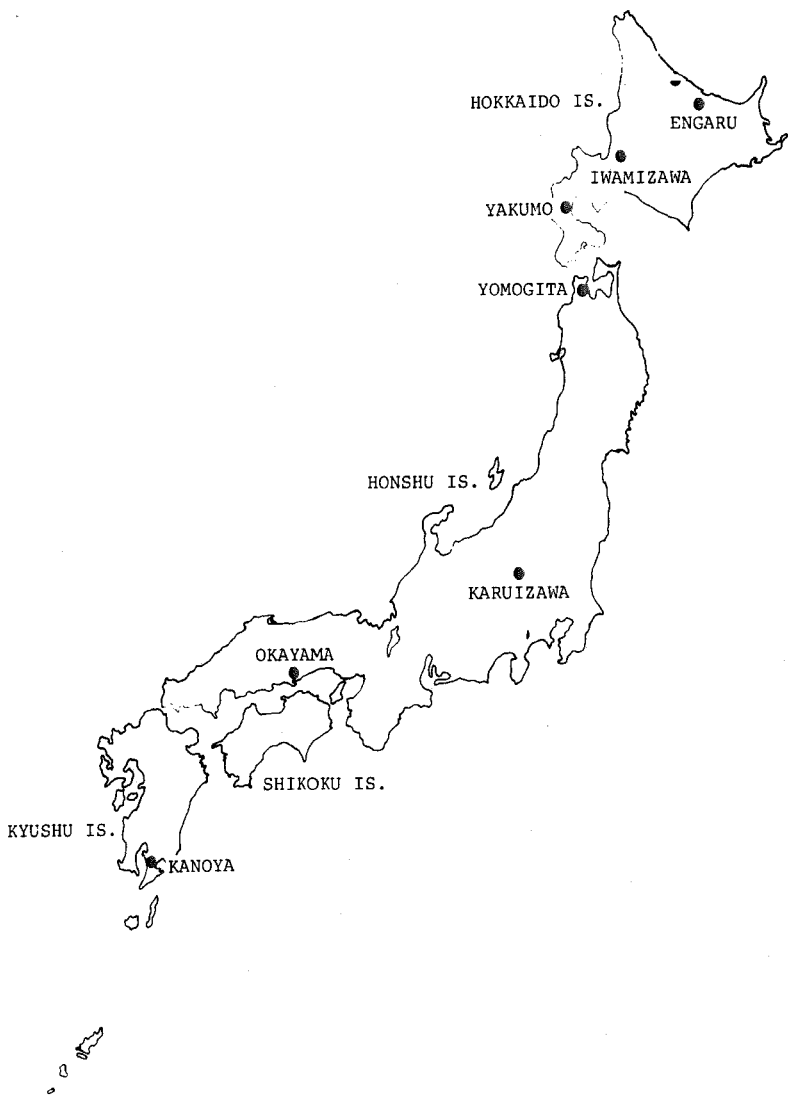 HOKKAIDO IS.
ENGARU
IWAMIZAWA
YAKUMO
YOMOGITA
HONSHU IS.
KARUIZAWA
OKAYAMA
SHIKOKU IS.
KYUSHU IS.
KANOYA